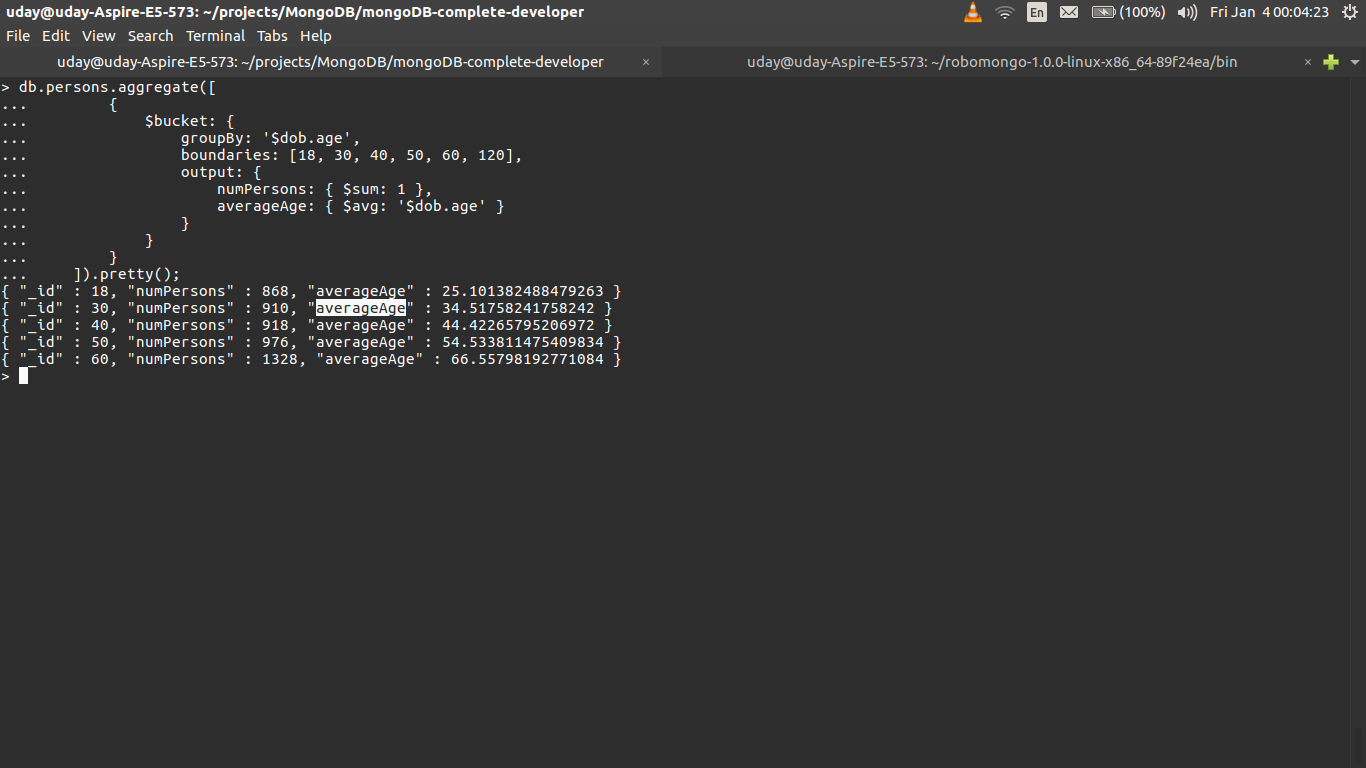 uday@uday-Aspire-E5-573: ~/projects/MongoDB/mongoDB-complete-developer En (100%) Fri Jan 4 00:04:23
File Edit View Search Terminal Tabs Help
uday@uday-Aspire-E5-573: ~/projects/MongoDB/mongoDB-complete-developer × uday@uday-Aspire-E5-573: ~/robomongo-1.0.0-linux-x86_64-89f24ea/bin ×
> db.persons.aggregate([
...         {
...             $bucket: {
...                 groupBy: '$dob.age',
...                 boundaries: [18, 30, 40, 50, 60, 120],
...                 output: {
...                     numPersons: { $sum: 1 },
...                     averageAge: { $avg: '$dob.age' }
...                 }
...             }
...         }
...     ]).pretty();
{ "_id" : 18, "numPersons" : 868, "averageAge" : 25.101382488479263 }
{ "_id" : 30, "numPersons" : 910, "averageAge" : 34.51758241758242 }
{ "_id" : 40, "numPersons" : 918, "averageAge" : 44.42265795206972 }
{ "_id" : 50, "numPersons" : 976, "averageAge" : 54.533811475409834 }
{ "_id" : 60, "numPersons" : 1328, "averageAge" : 66.55798192771084 }
>